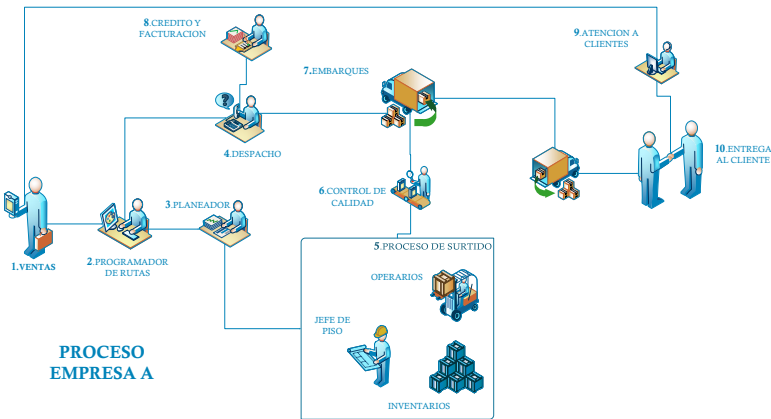 8.CREDITO Y
FACTURACION
9.ATENCION A
CLIENTES
7.EMBARQUES
?
4.DESPACHO
10.ENTREGA
AL CLIENTE
6.CONTROL DE
CALIDAD
3.PLANEADOR
1.VENTAS
2.PROGRAMADOR
DE RUTAS
5.PROCESO DE SURTIDO
OPERARIOS
JEFE DE
PISO
INVENTARIOS
PROCESO
EMPRESA A